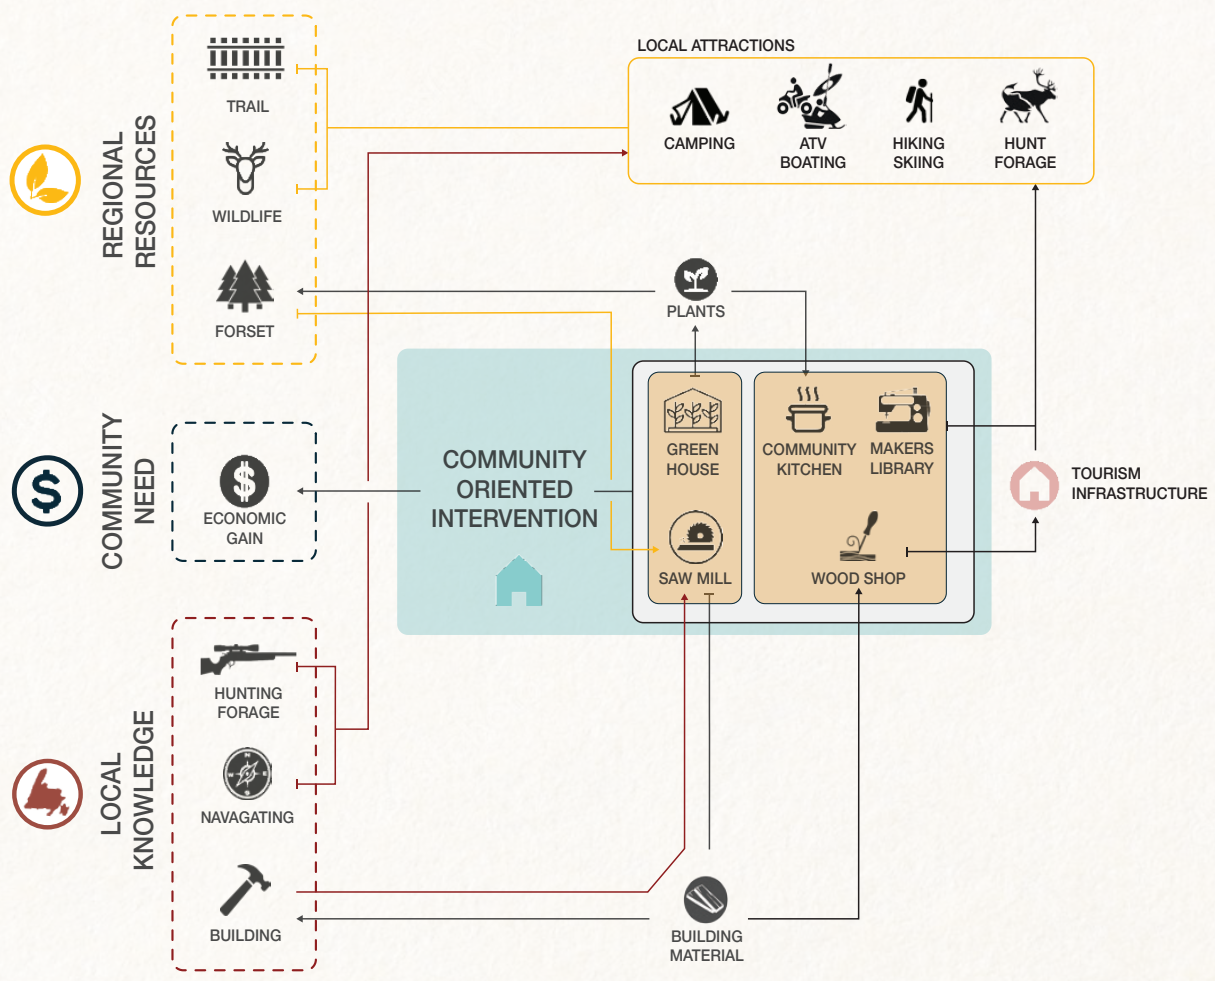 REGIONAL
RESOURCES
TRAIL
WILDLIFE
FORSET
LOCAL ATTRACTIONS
CAMPING
ATV
BOATING
HIKING
SKIING
HUNT
FORAGE
PLANTS
COMMUNITY
NEED
ECONOMIC
GAIN
COMMUNITY
ORIENTED
INTERVENTION
GREEN
HOUSE
SAW MILL
COMMUNITY
KITCHEN
MAKERS
LIBRARY
WOOD SHOP
TOURISM
INFRASTRUCTURE
LOCAL
KNOWLEDGE
HUNTING
FORAGE
N
W E
S
NAVAGATING
BUILDING
BUILDING
MATERIAL